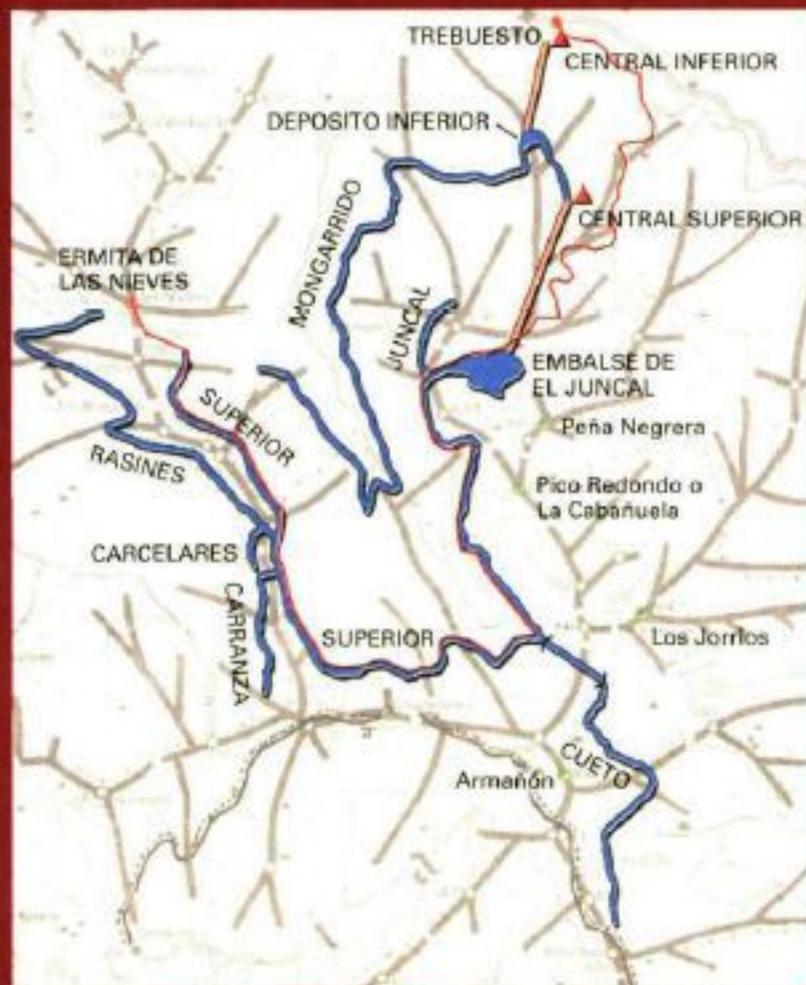 TREBUESTO
CENTRAL INFERIOR
DEPOSITO INFERIOR
CENTRAL SUPERIOR
MONGARRIDO
ERMITA DE
LAS NIEVES
JUNCAL
EMBALSE DE
EL JUNCAL
SUPERIOR
Peña Negrera
RASINES
Pico Redondo o
La Cabañuela
CARCELARES
CARRANZA
SUPERIOR
Los Jorrios
CUETO
Armañón